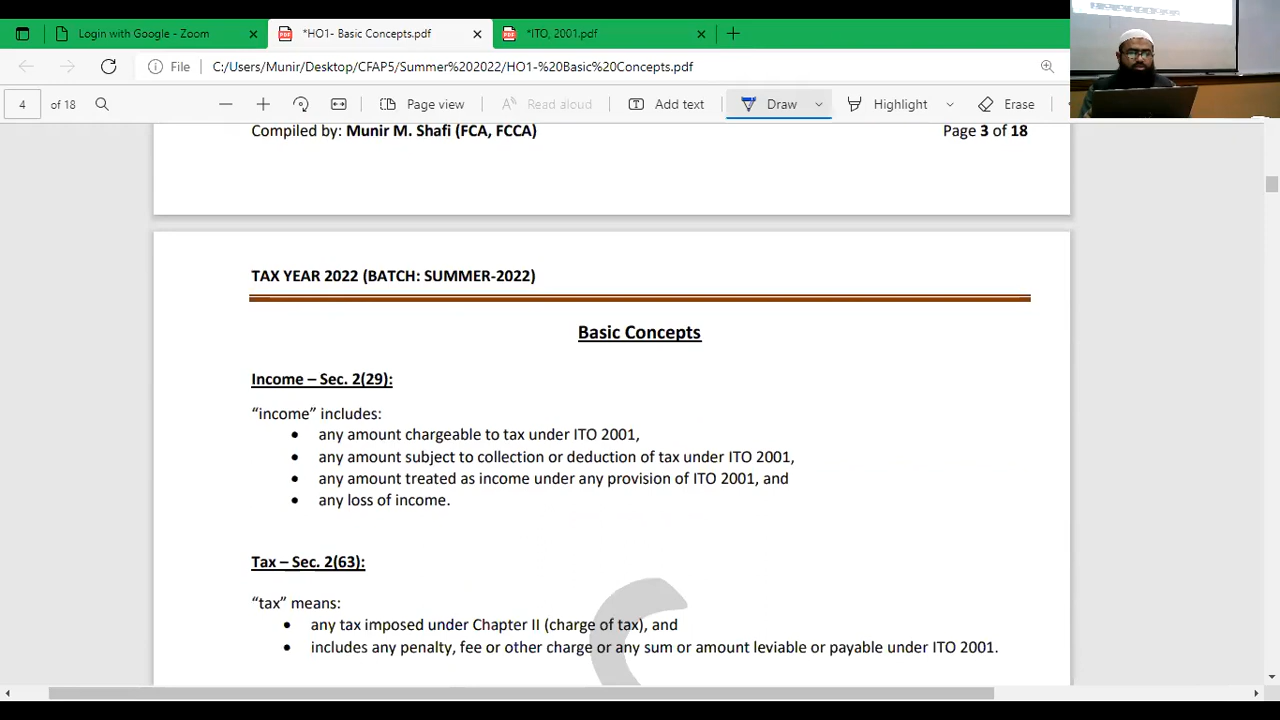 Login with Google - Zoom
*HO1- Basic Concepts.pdf
*ITO, 2001.pdf
File C:/Users/Munir/Desktop/CFAP5/Summer%202022/HO1-%20Basic%20Concepts.pdf
4 of 18 Page view Read aloud Add text Draw Highlight Erase
Compiled by: Munir M. Shafi (FCA, FCCA) Page 3 of 18
TAX YEAR 2022 (BATCH: SUMMER-2022)
Basic Concepts
Income – Sec. 2(29):
“income” includes:
• any amount chargeable to tax under ITO 2001,
• any amount subject to collection or deduction of tax under ITO 2001,
• any amount treated as income under any provision of ITO 2001, and
• any loss of income.
Tax – Sec. 2(63):
“tax” means:
• any tax imposed under Chapter II (charge of tax), and
• includes any penalty, fee or other charge or any sum or amount leviable or payable under ITO 2001.